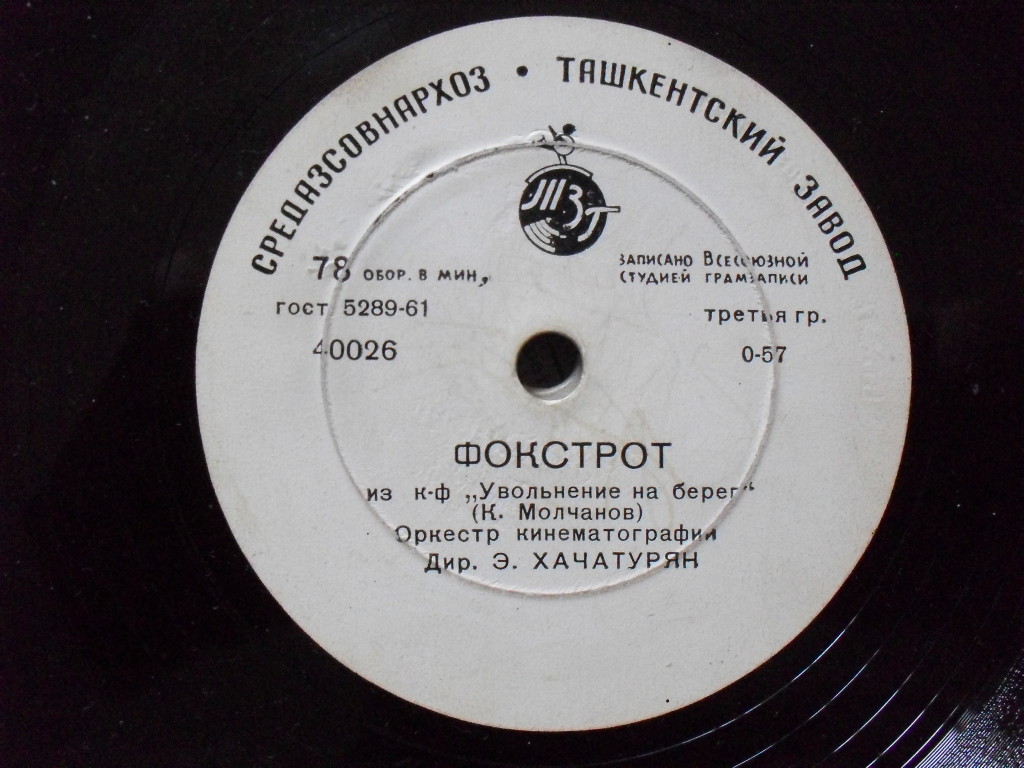 СРЕДАЗСОВНАРХОЗ • ТАШКЕНТСКИЙ ЗАВОД
ТЗГ
78 ОБОР. В МИН,
ЗАПИСАНО ВСЕСОЮЗНОЙ
СТУДИЕЙ ГРАМЗАПИСИ
ГОСТ 5289-61
третья гр.
40026
0-57
ФОКСТРОТ
из к-ф „Увольнение на берег“
(К. Молчанов)
Оркестр кинематографии
Дир. Э. ХАЧАТУРЯН